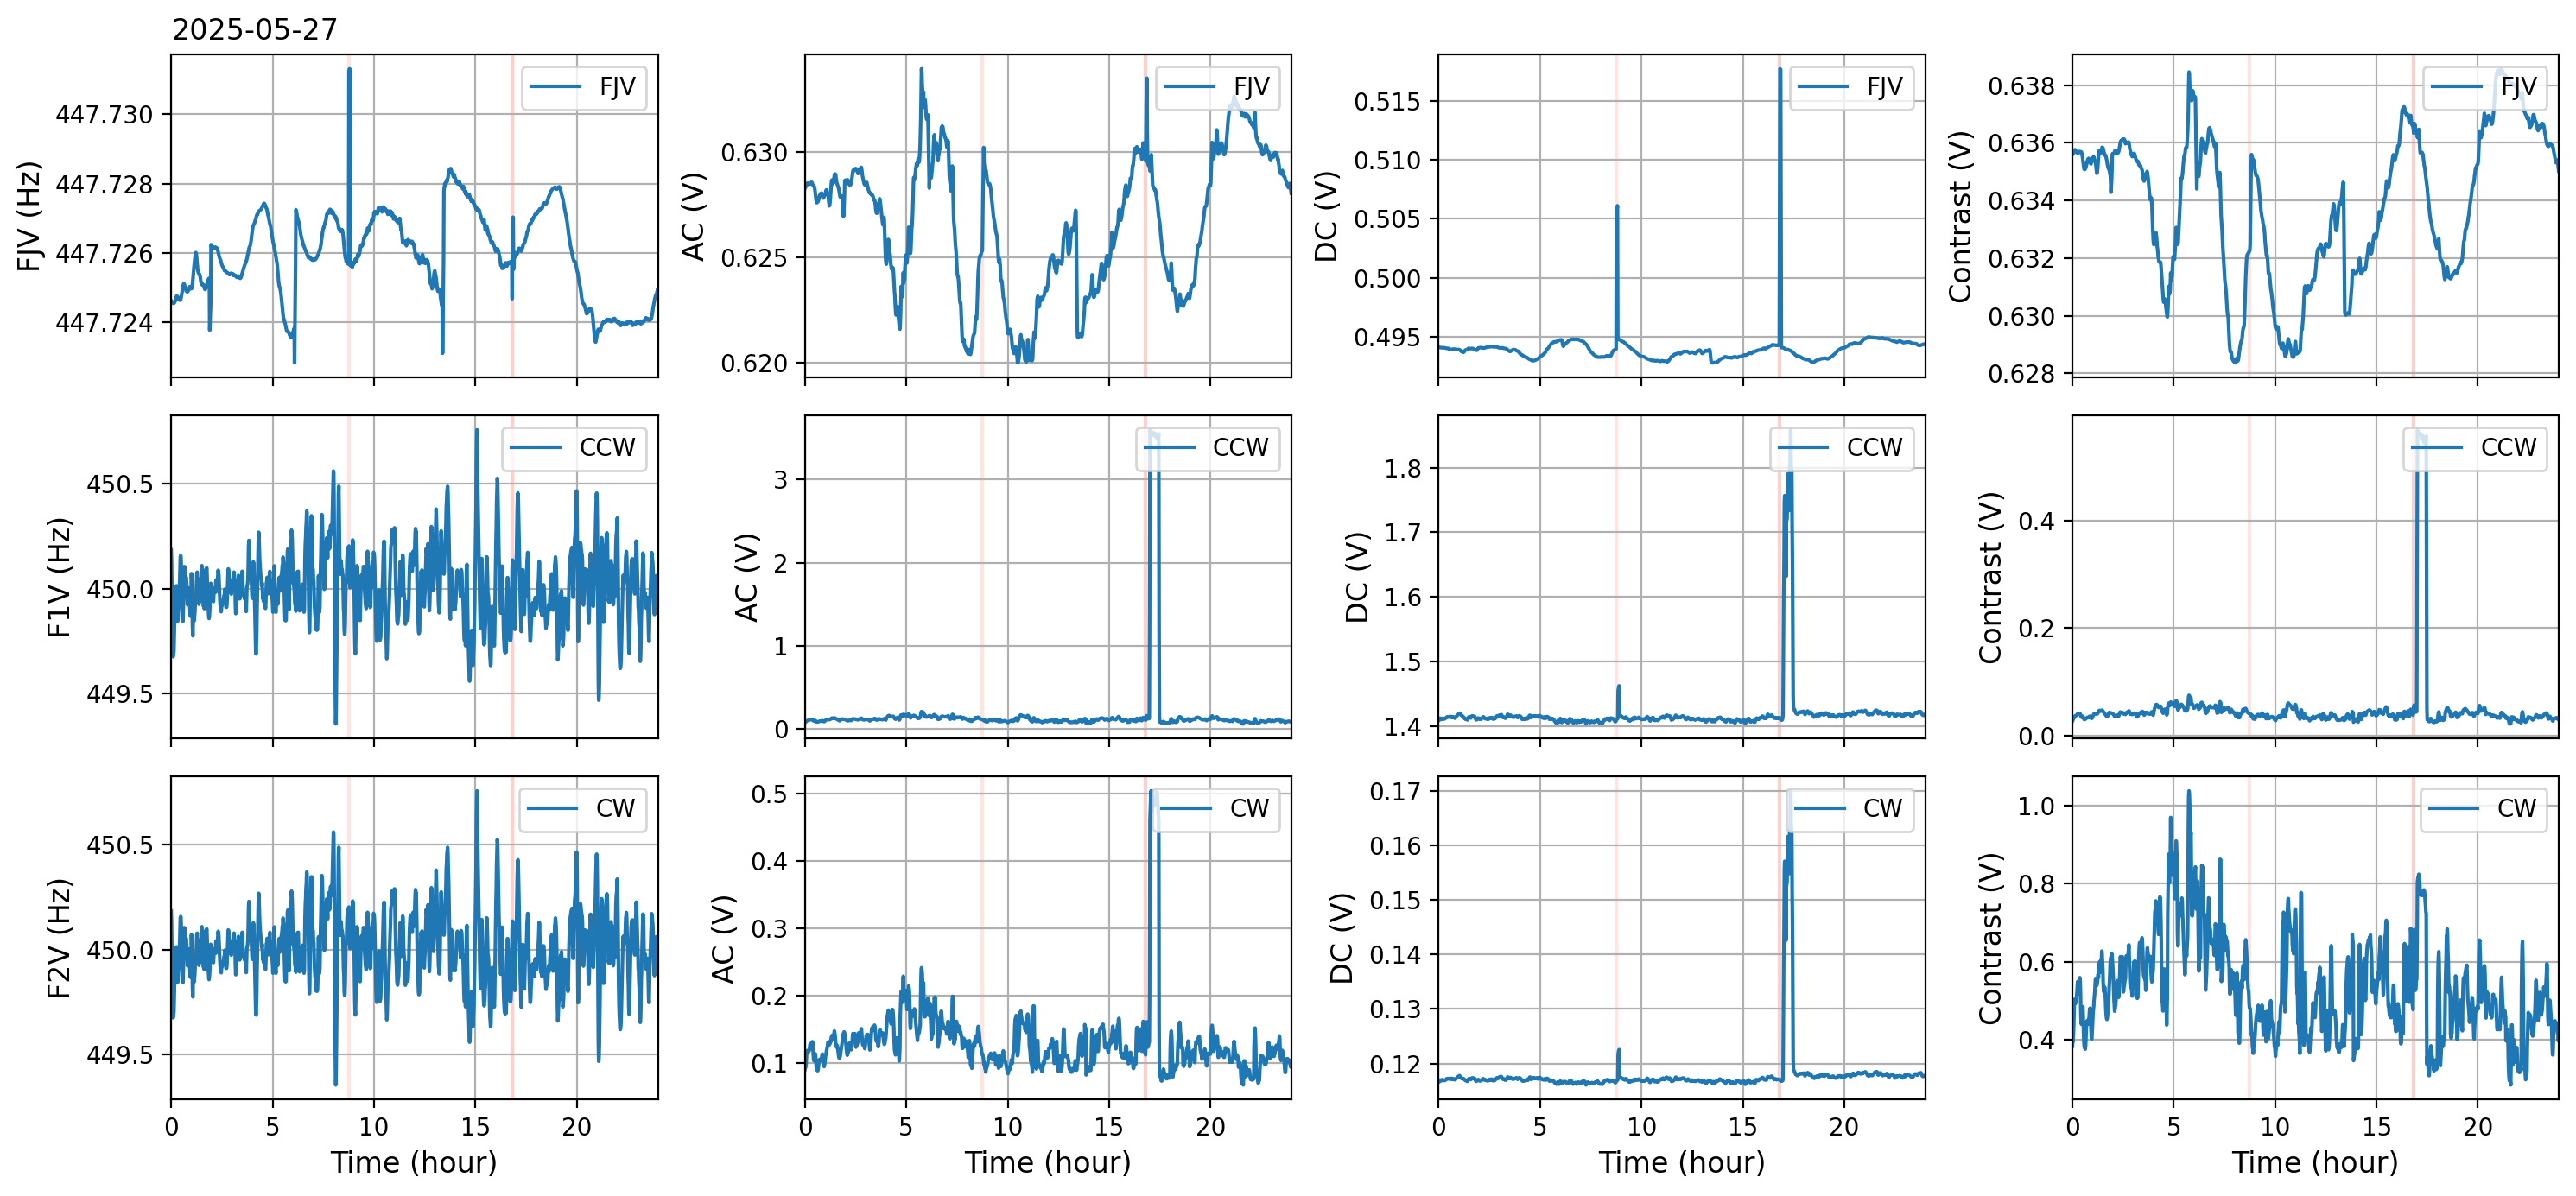 2025-05-27
FJV (Hz)
447.730
447.728
447.726
447.724
FJV
AC (V)
0.630
0.625
0.620
FJV
DC (V)
0.515
0.510
0.505
0.500
0.495
FJV
Contrast (V)
0.638
0.636
0.634
0.632
0.630
0.628
FJV
F1V (Hz)
450.5
450.0
449.5
CCW
AC (V)
3
2
1
0
CCW
DC (V)
1.8
1.7
1.6
1.5
1.4
CCW
Contrast (V)
0.4
0.2
0.0
CCW
F2V (Hz)
450.5
450.0
449.5
CW
0 5 10 15 20
Time (hour)
AC (V)
0.5
0.4
0.3
0.2
0.1
CW
0 5 10 15 20
Time (hour)
DC (V)
0.17
0.16
0.15
0.14
0.13
0.12
CW
0 5 10 15 20
Time (hour)
Contrast (V)
1.0
0.8
0.6
0.4
CW
0 5 10 15 20
Time (hour)